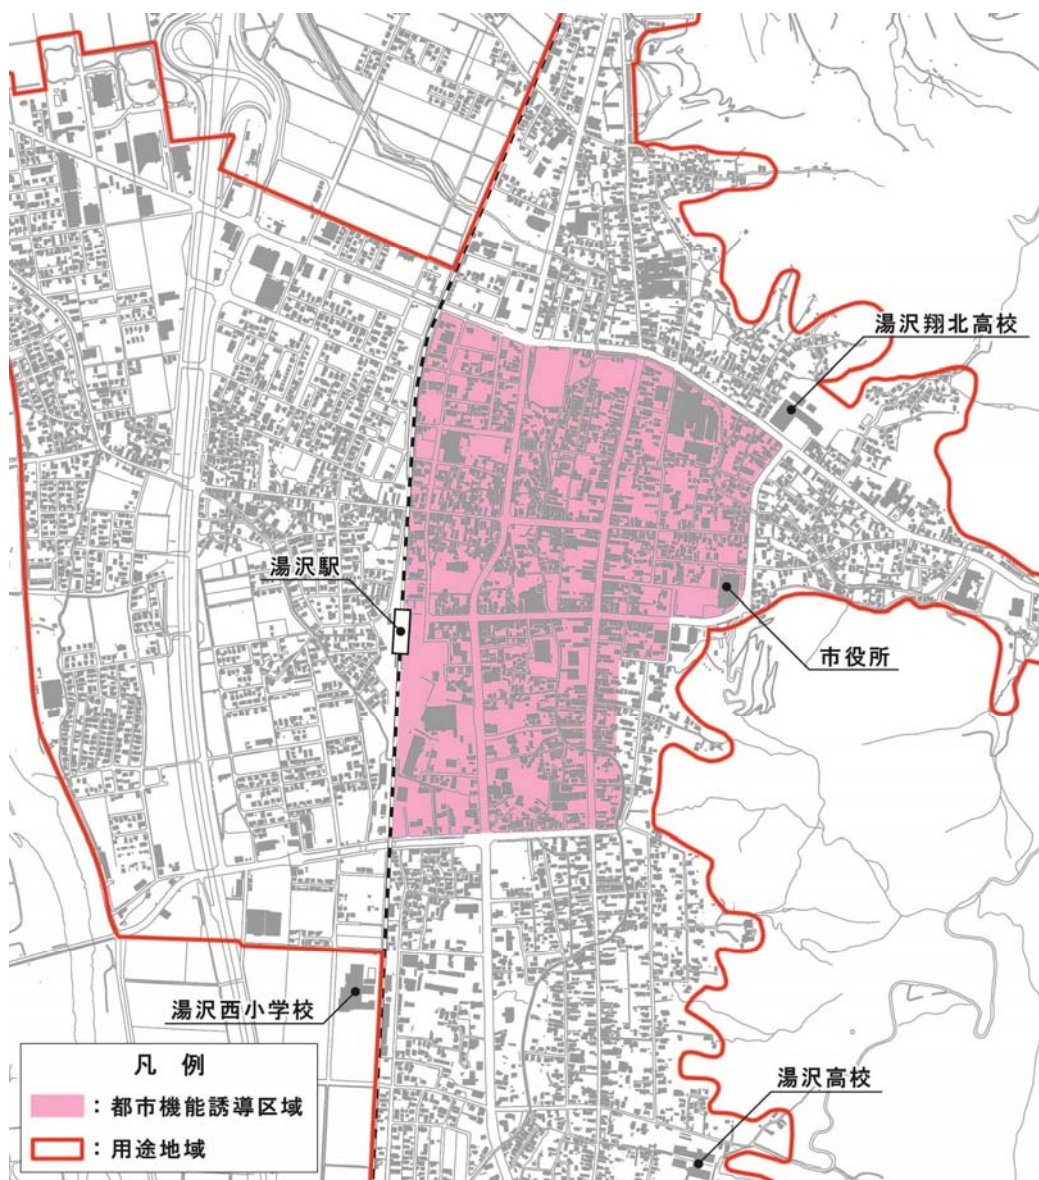 湯沢翔北高校
湯沢駅
市役所
湯沢西小学校
湯沢高校
凡 例
：都市機能誘導区域
：用途地域